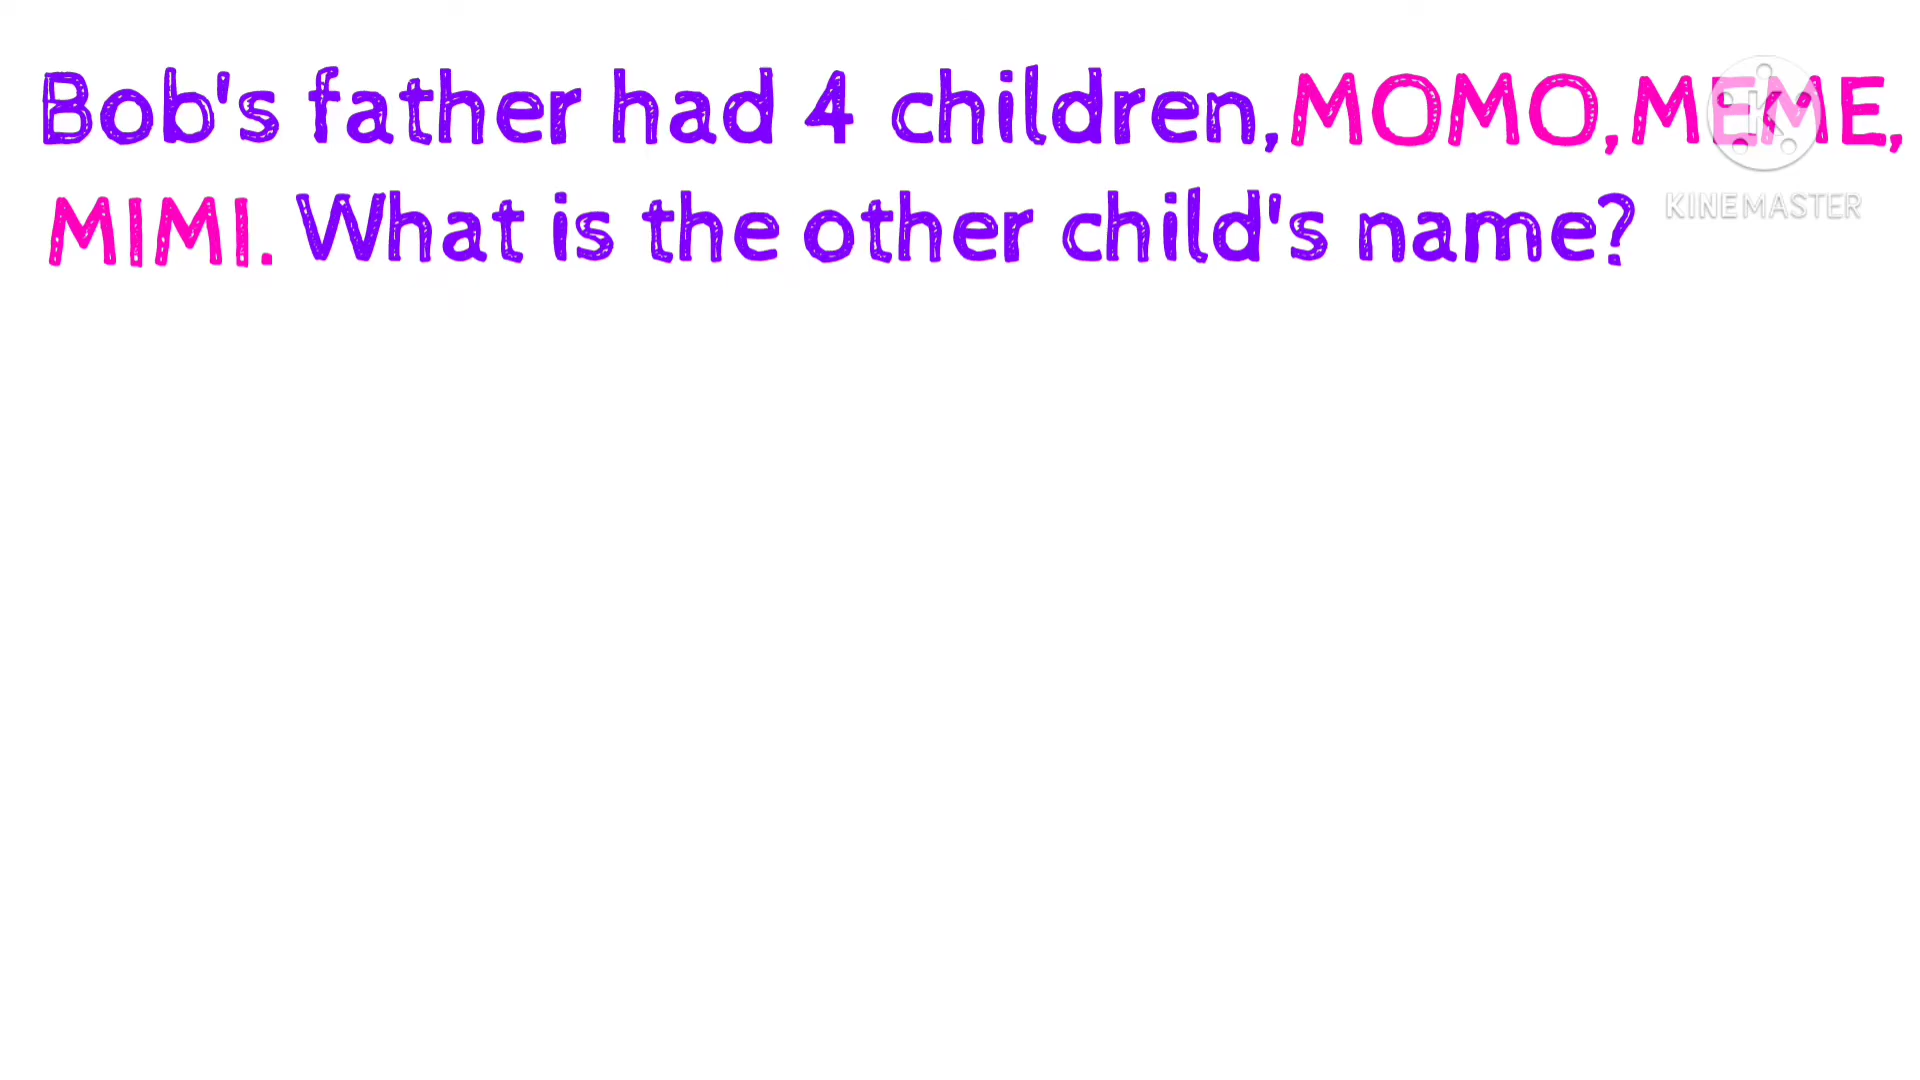 Bob's father had 4 children,MOMO,MEME,
MIMI. What is the other child's name?
KINEMASTER